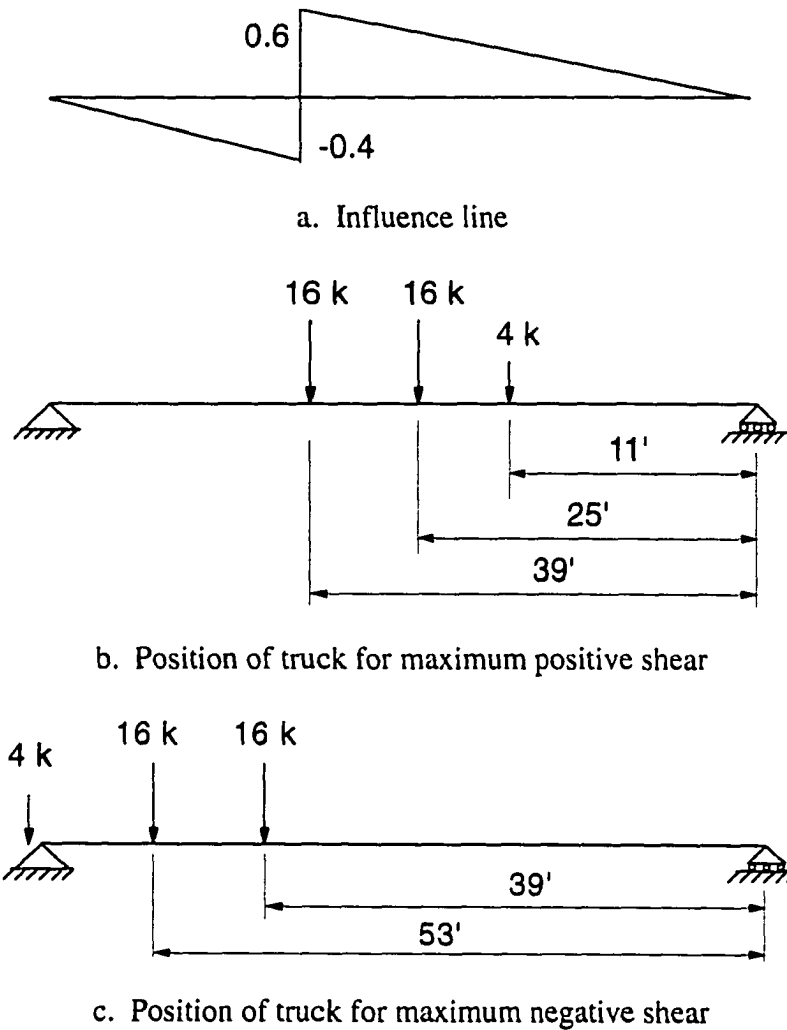 0.6
-0.4
a. Influence line
16 k 16 k
4 k
11'
25'
39'
b. Position of truck for maximum positive shear
16 k 16 k
4 k
39'
53'
c. Position of truck for maximum negative shear